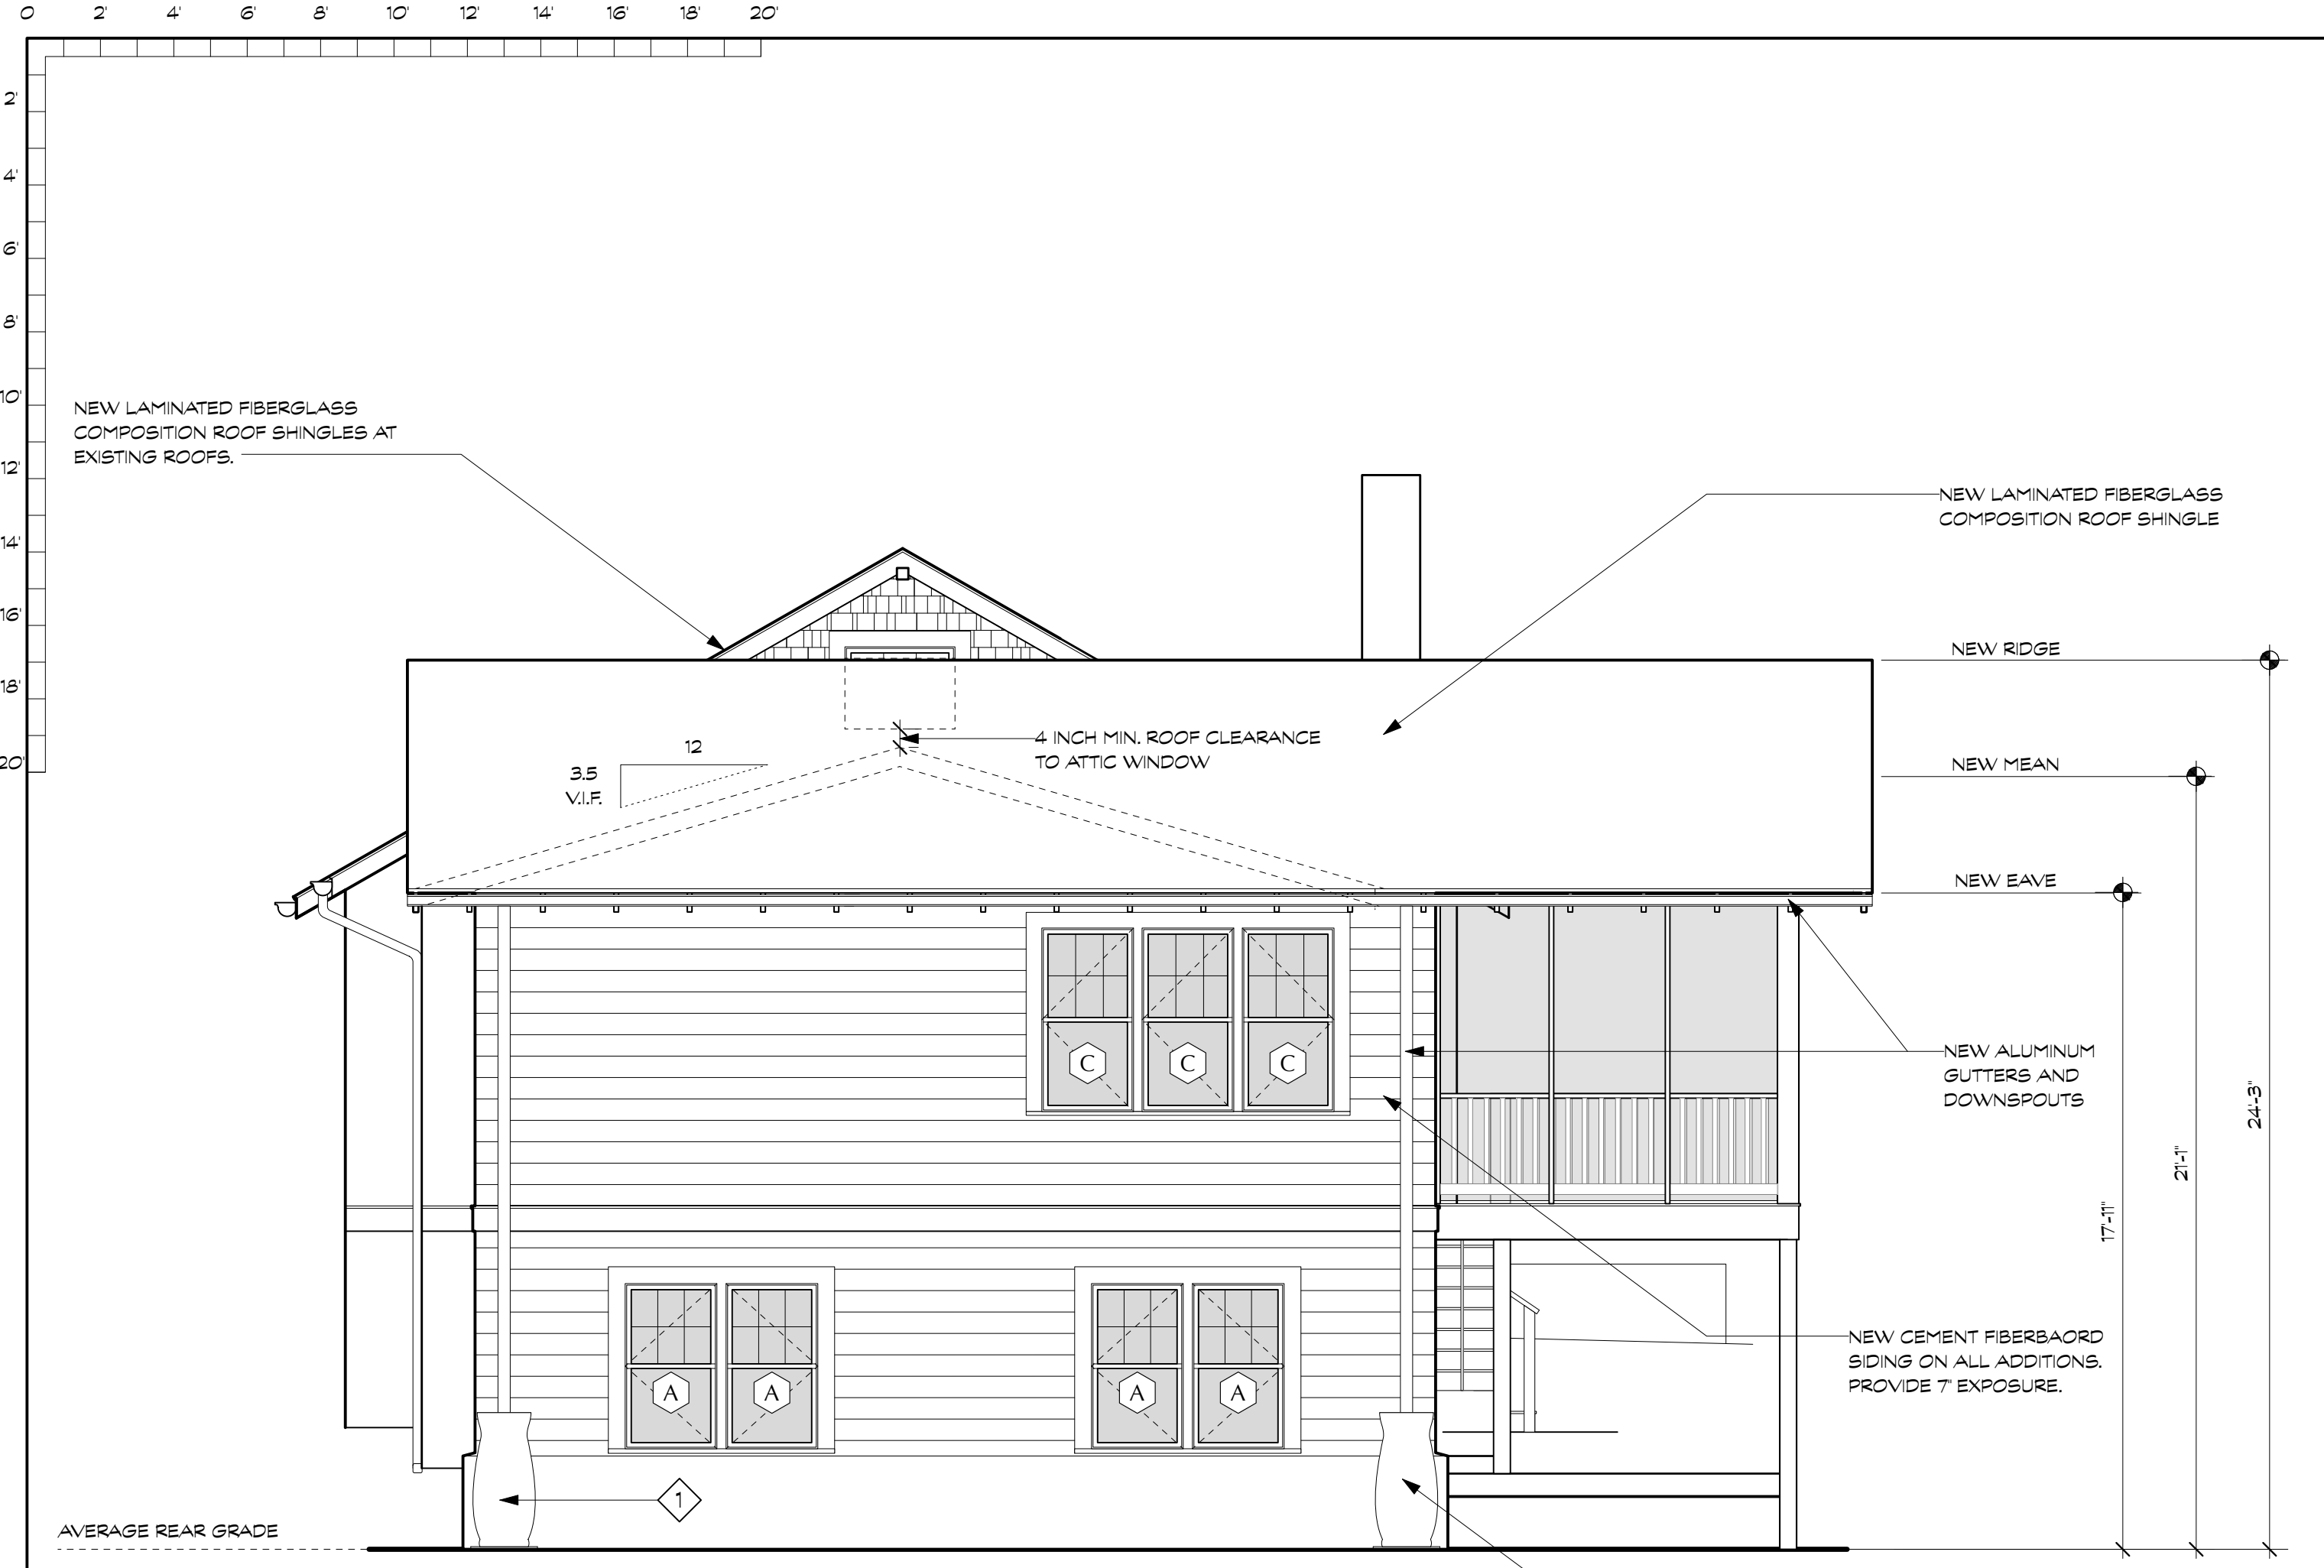 0 2' 4' 6' 8' 10' 12' 14' 16' 18' 20'
2'
4'
6'
8'
10'
12'
14'
16'
18'
20'
NEW LAMINATED FIBERGLASS
COMPOSITION ROOF SHINGLES AT
EXISTING ROOFS.
NEW LAMINATED FIBERGLASS
COMPOSITION ROOF SHINGLE
NEW RIDGE
4 INCH MIN. ROOF CLEARANCE
TO ATTIC WINDOW
12
3.5
V.I.F.
NEW MEAN
NEW EAVE
C C C
NEW ALUMINUM
GUTTERS AND
DOWNSPOUTS
24'-3"
21'-1"
17'-11"
NEW CEMENT FIBERBAORD
SIDING ON ALL ADDITIONS.
PROVIDE 7" EXPOSURE.
A A A A
1
AVERAGE REAR GRADE